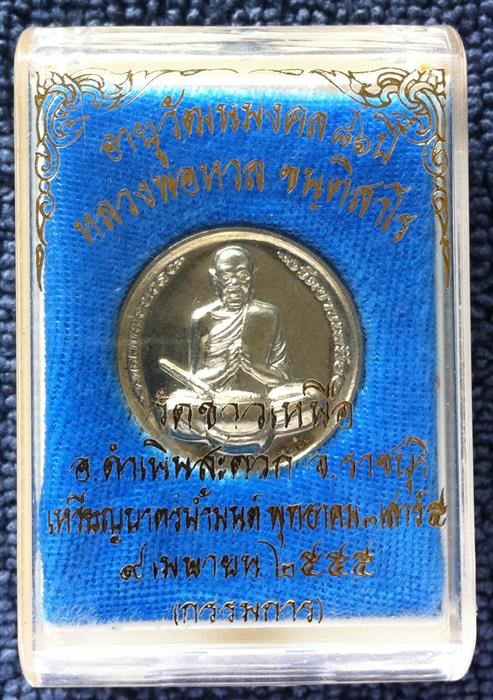 อายุวัฒนมงคล ๘๑ ปี
หลวงพ่อหวล ขนฺติสาโร
วัดชาวเหนือ
อ.ดำเนินสะดวก จ.ราชบุรี
เหรียญบาตรน้ำมนต์ พุทธาคม ๓ เสาร์ ๕
๙ เมษายน ๒๕๕๕
(กรรมการ)